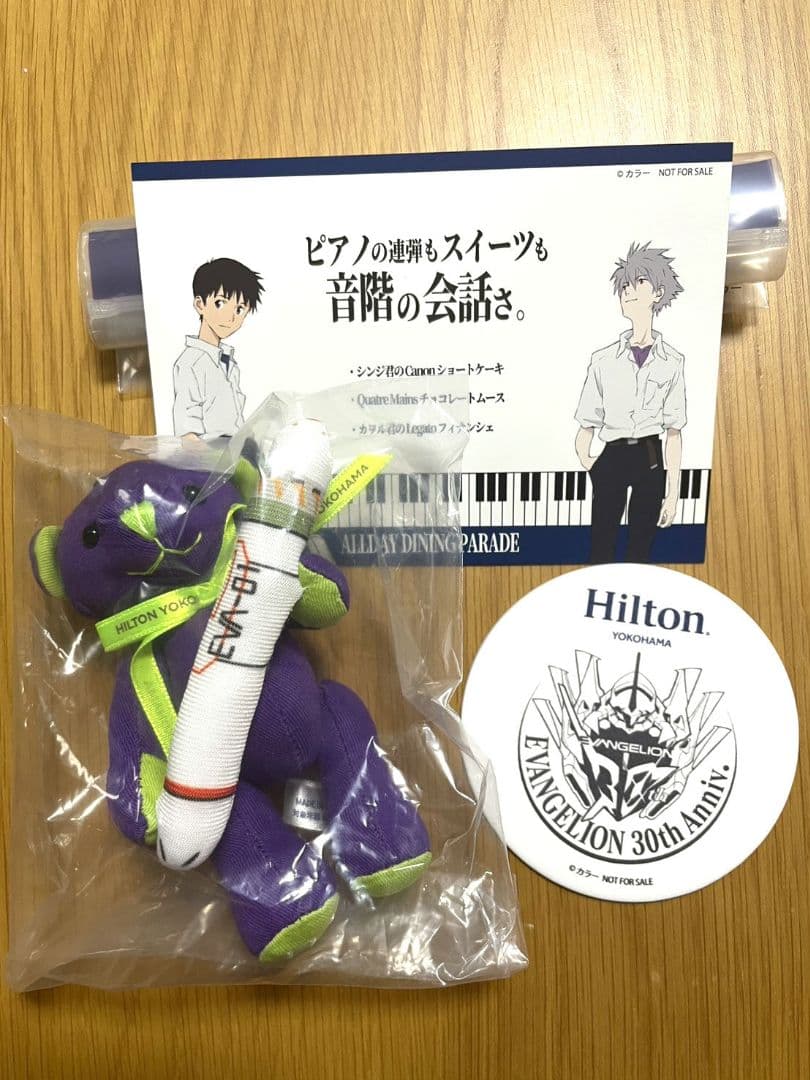 ©カラー NOT FOR SALE
ピアノの連弾もスイーツも
音階の会話さ。
・シンジ君のCanonショートケーキ
・Quatre Mainsチョコレートムース
・カヲル君のLegatoフィナンシェ
ALLDAY DINING PARADE
YOKOHAMA
HILTON YOKO
EVA-01
MADE IN
Hilton
YOKOHAMA
EVANGELION
30th
EVANGELION 30th Anniv.
©カラー NOT FOR SALE